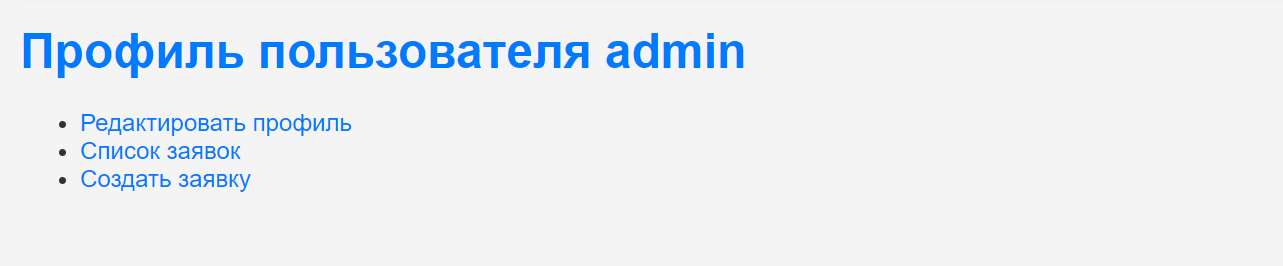 Профиль пользователя admin
Редактировать профиль
Список заявок
Создать заявку